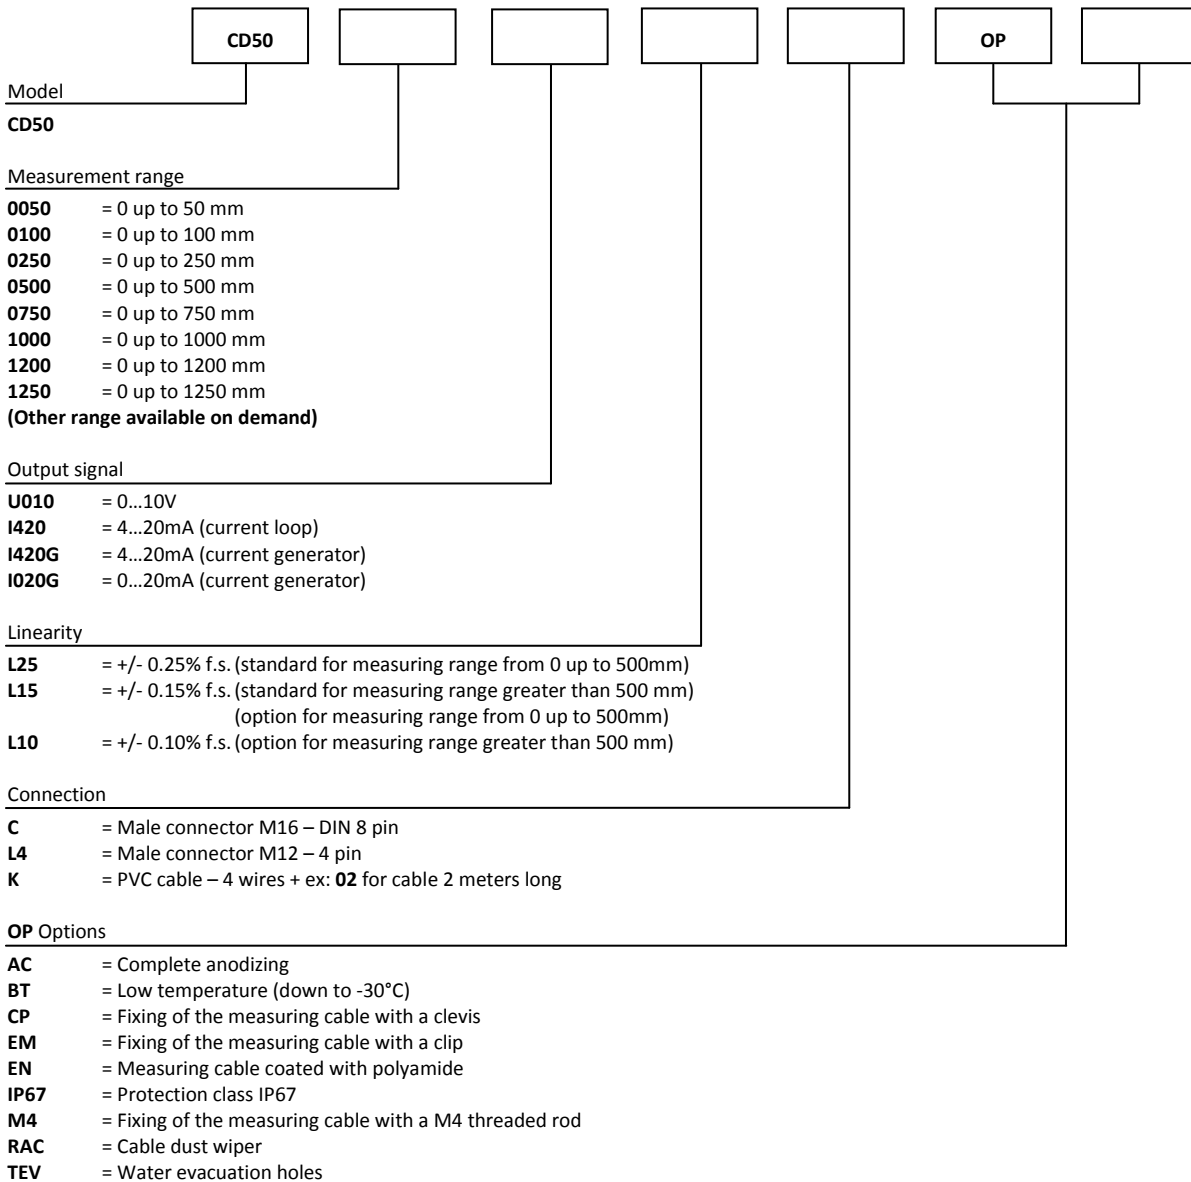 CD50 OP
Model
CD50
Measurement range
0050 = 0 up to 50 mm
0100 = 0 up to 100 mm
0250 = 0 up to 250 mm
0500 = 0 up to 500 mm
0750 = 0 up to 750 mm
1000 = 0 up to 1000 mm
1200 = 0 up to 1200 mm
1250 = 0 up to 1250 mm
(Other range available on demand)
Output signal
U010 = 0...10V
I420 = 4...20mA (current loop)
I420G = 4...20mA (current generator)
I020G = 0...20mA (current generator)
Linearity
L25 = +/- 0.25% f.s. (standard for measuring range from 0 up to 500mm)
L15 = +/- 0.15% f.s. (standard for measuring range greater than 500 mm)
(option for measuring range from 0 up to 500mm)
L10 = +/- 0.10% f.s. (option for measuring range greater than 500 mm)
Connection
C = Male connector M16 – DIN 8 pin
L4 = Male connector M12 – 4 pin
K = PVC cable – 4 wires + ex: 02 for cable 2 meters long
OP Options
AC = Complete anodizing
BT = Low temperature (down to -30°C)
CP = Fixing of the measuring cable with a clevis
EM = Fixing of the measuring cable with a clip
EN = Measuring cable coated with polyamide
IP67 = Protection class IP67
M4 = Fixing of the measuring cable with a M4 threaded rod
RAC = Cable dust wiper
TEV = Water evacuation holes